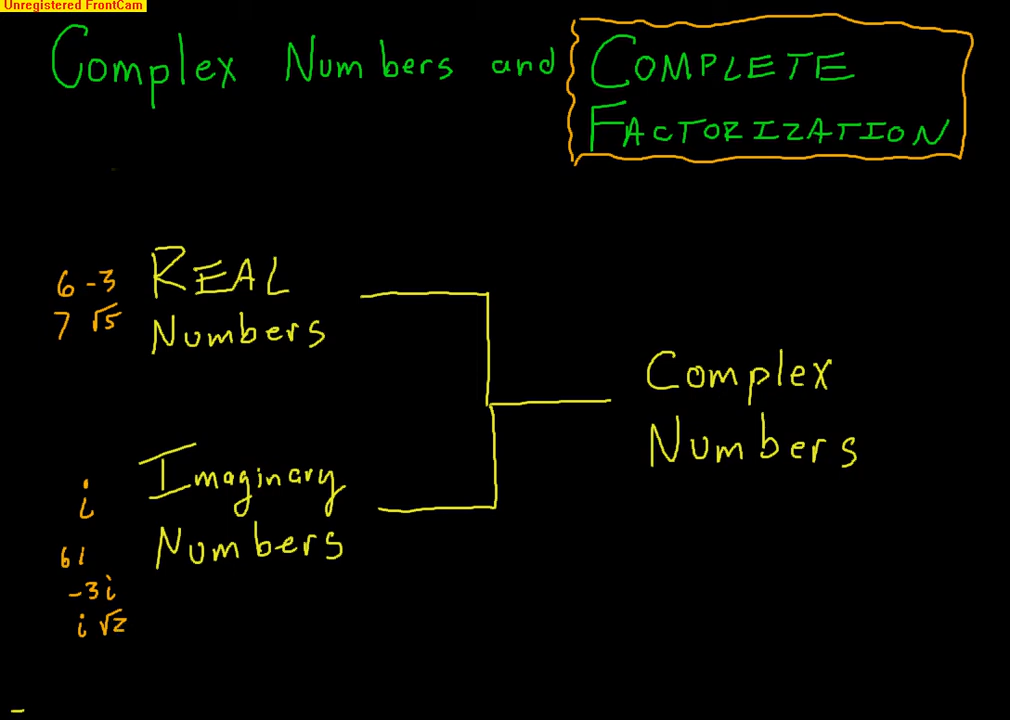 Unregistered FrontCam
Complex Numbers and COMPLETE
FACTORIZATION
6 -3 REAL
7 √5 Numbers
Complex
Numbers
i Imaginary
6i Numbers
-3i
i √2